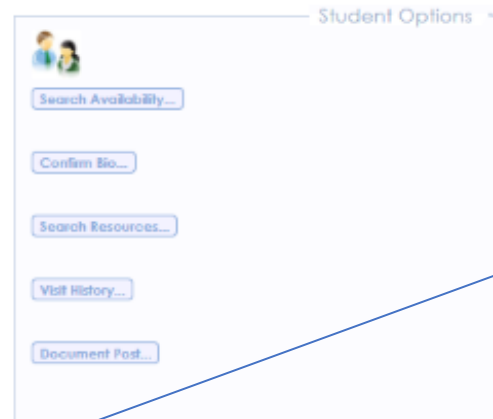 Student Options
Search Availability...
Confirm Bio...
Search Resources...
Visit History...
Document Post...